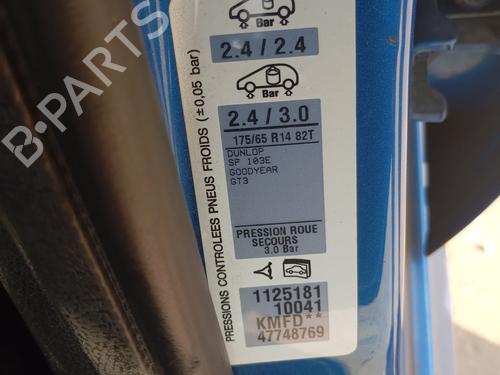 Bar
2.4 / 2.4
Bar
2.4 / 3.0
175/65 R14 82T
DUNLOP
SP 103E
GOODYEAR
GT3
PRESSION ROUE
SECOURS
3.0 Bar
1125181
10041
KMFD**
47748769
PRESSIONS CONTROLEES PNEUS FROIDS (±0,05 bar)
B-PARTS